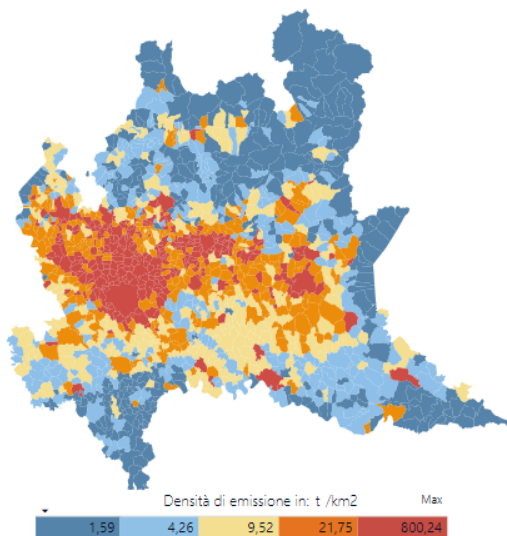 Densità di emissione in: t /km2
Max
1,59 4,26 9,52 21,75 800,24